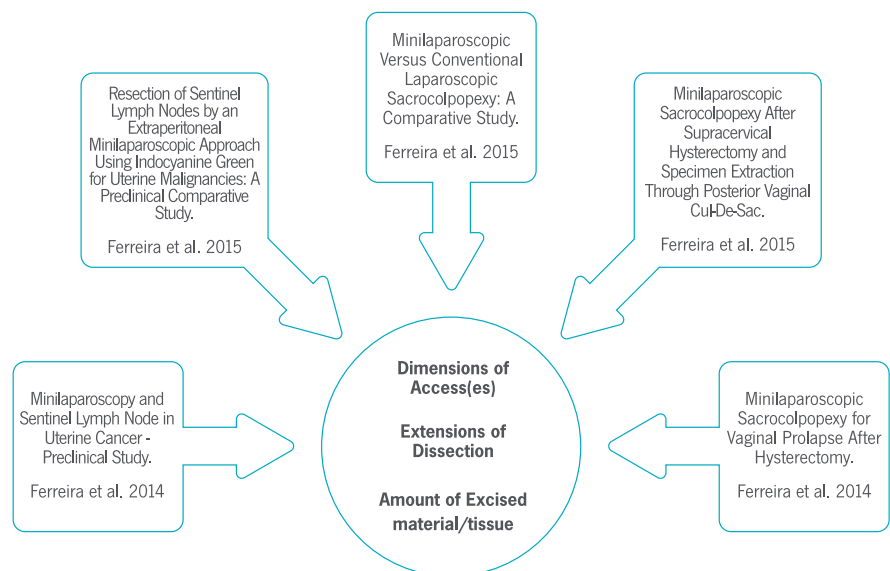 Minilaparoscopic
Versus Conventional
Laparoscopic
Sacrocolpopexy: A
Comparative Study.
Ferreira et al. 2015
Resection of Sentinel
Lymph Nodes by an
Extraperitoneal
Minilaparoscopic Approach
Using Indocyanine Green
for Uterine Malignancies: A
Preclinical Comparative
Study.
Ferreira et al. 2015
Minilaparoscopic
Sacrocolpopexy After
Supracervical
Hysterectomy and
Specimen Extraction
Through Posterior Vaginal
Cul-De-Sac.
Ferreira et al. 2015
Minilaparoscopy and
Sentinel Lymph Node in
Uterine Cancer -
Preclinical Study.
Ferreira et al. 2014
Dimensions of
Access(es)
Extensions of
Dissection
Amount of Excised
material/tissue
Minilaparoscopic
Sacrocolpopexy for
Vaginal Prolapse After
Hysterectomy.
Ferreira et al. 2014